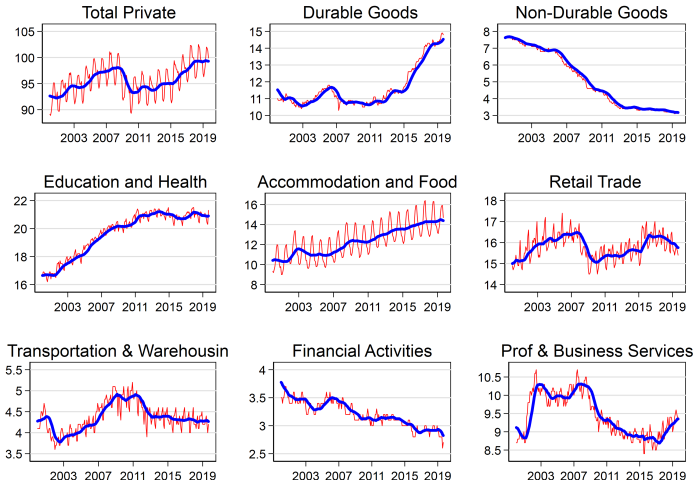 Total Private
105
100
95
90
2003 2007 2011 2015 2019
Durable Goods
15
14
13
12
11
10
2003 2007 2011 2015 2019
Non-Durable Goods
8
7
6
5
4
3
2003 2007 2011 2015 2019
Education and Health
22
20
18
16
2003 2007 2011 2015 2019
Accommodation and Food
16
14
12
10
8
2003 2007 2011 2015 2019
Retail Trade
18
17
16
15
14
2003 2007 2011 2015 2019
Transportation & Warehousin
5.5
5
4.5
4
3.5
2003 2007 2011 2015 2019
Financial Activities
4
3.5
3
2.5
2003 2007 2011 2015 2019
Prof & Business Services
10.5
10
9.5
9
8.5
2003 2007 2011 2015 2019